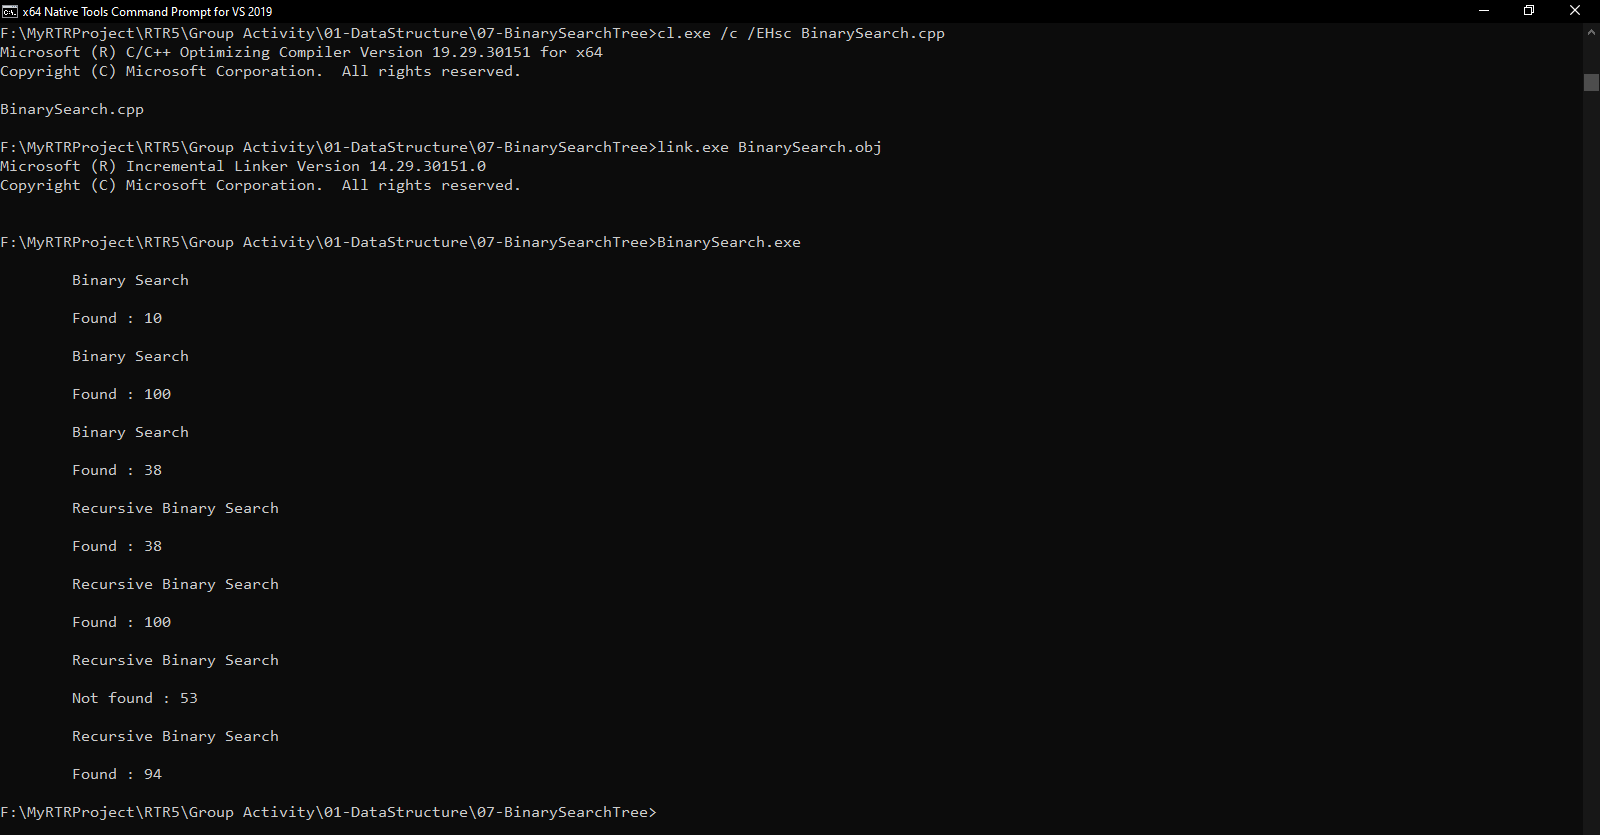 x64 Native Tools Command Prompt for VS 2019
F:\MyRTRProject\RTR5\Group Activity\01-DataStructure\07-BinarySearchTree>cl.exe /c /EHsc BinarySearch.cpp
Microsoft (R) C/C++ Optimizing Compiler Version 19.29.30151 for x64
Copyright (C) Microsoft Corporation.  All rights reserved.
BinarySearch.cpp
F:\MyRTRProject\RTR5\Group Activity\01-DataStructure\07-BinarySearchTree>link.exe BinarySearch.obj
Microsoft (R) Incremental Linker Version 14.29.30151.0
Copyright (C) Microsoft Corporation.  All rights reserved.
F:\MyRTRProject\RTR5\Group Activity\01-DataStructure\07-BinarySearchTree>BinarySearch.exe
Binary Search
Found : 10
Binary Search
Found : 100
Binary Search
Found : 38
Recursive Binary Search
Found : 38
Recursive Binary Search
Found : 100
Recursive Binary Search
Not found : 53
Recursive Binary Search
Found : 94
F:\MyRTRProject\RTR5\Group Activity\01-DataStructure\07-BinarySearchTree>